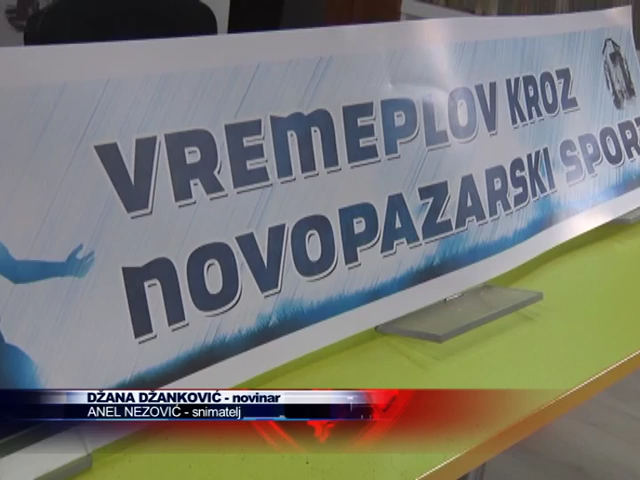 VREMEPLOV KROZ
NOVOPAZARSKI SPORT
DŽANA DŽANKOVIĆ - novinar
ANEL NEZOVIĆ - snimatelj